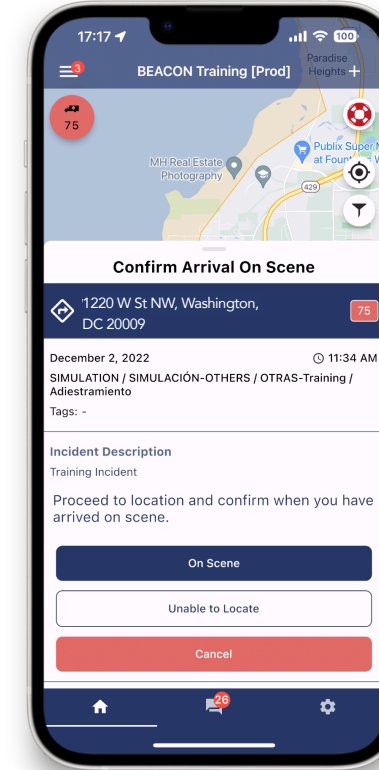 17:17
100
3
BEACON Training [Prod]
Paradise
Heights
75
MH Real Estate
Photography
Publix Super
at Foun
429
Confirm Arrival On Scene
1220 W St NW, Washington,
DC 20009
75
December 2, 2022
11:34 AM
SIMULATION / SIMULACIÓN-OTHERS / OTRAS-Training /
Adiestramiento
Tags: -
Incident Description
Training Incident
Proceed to location and confirm when you have
arrived on scene.
On Scene
Unable to Locate
Cancel
26